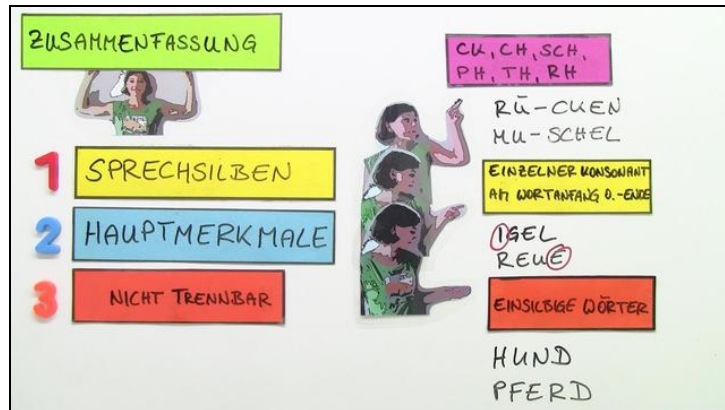 ZUSAMMENFASSUNG
1 SPRECHSILBEN
2 HAUPTMERKMALE
3 NICHT TRENNBAR
CK, CH, SCH,
PH, TH, RH
RÜ-CKEN
MU-SCHEL
EINZELNER KONSONANT
AM WORTANFANG O.-ENDE
IGEL
REUE
EINSILBIGE WÖRTER
HUND
PFERD